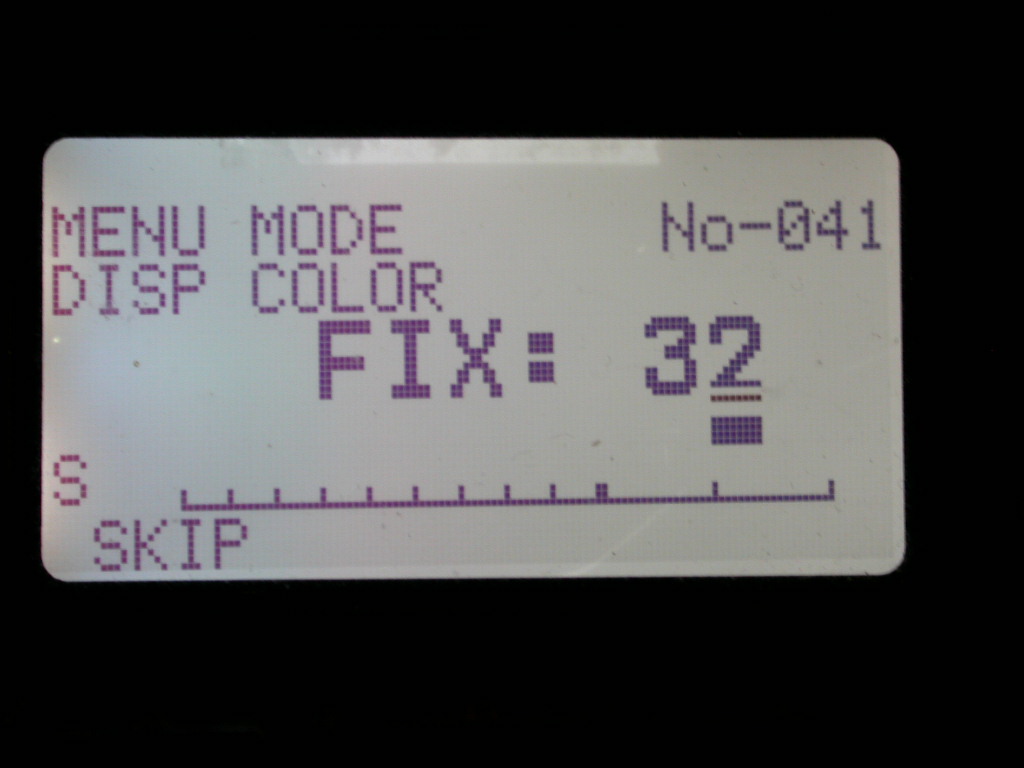 MENU MODE No-041
DISP COLOR
FIX: 32
S
SKIP